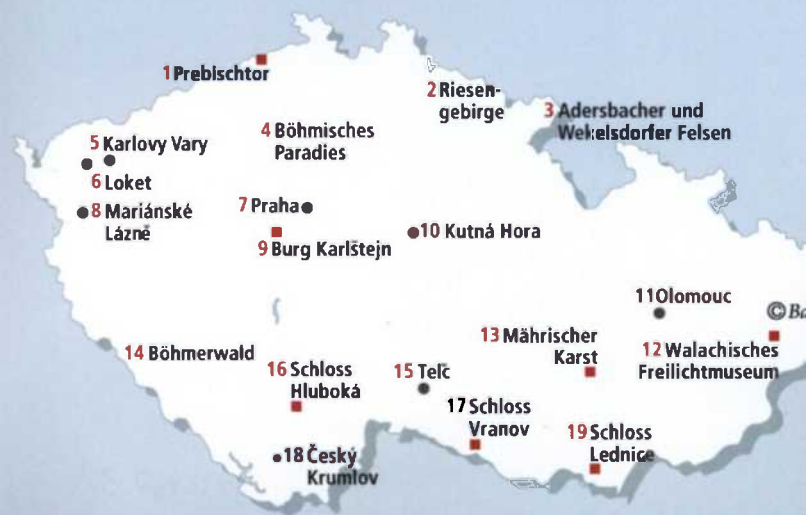 1 Prebischtor
2 Riesen-
gebirge
3 Adersbacher und
Wekelsdorfer Felsen
4 Böhmisches
Paradies
5 Karlovy Vary
6 Loket
7 Praha
8 Mariánské
Lázně
9 Burg Karlštejn
10 Kutná Hora
11 Olomouc
© Ba
12 Walachisches
Freilichtmuseum
13 Mährischer
Karst
14 Böhmerwald
15 Telč
16 Schloss
Hluboká
17 Schloss
Vranov
18 Český
Krumlov
19 Schloss
Lednice